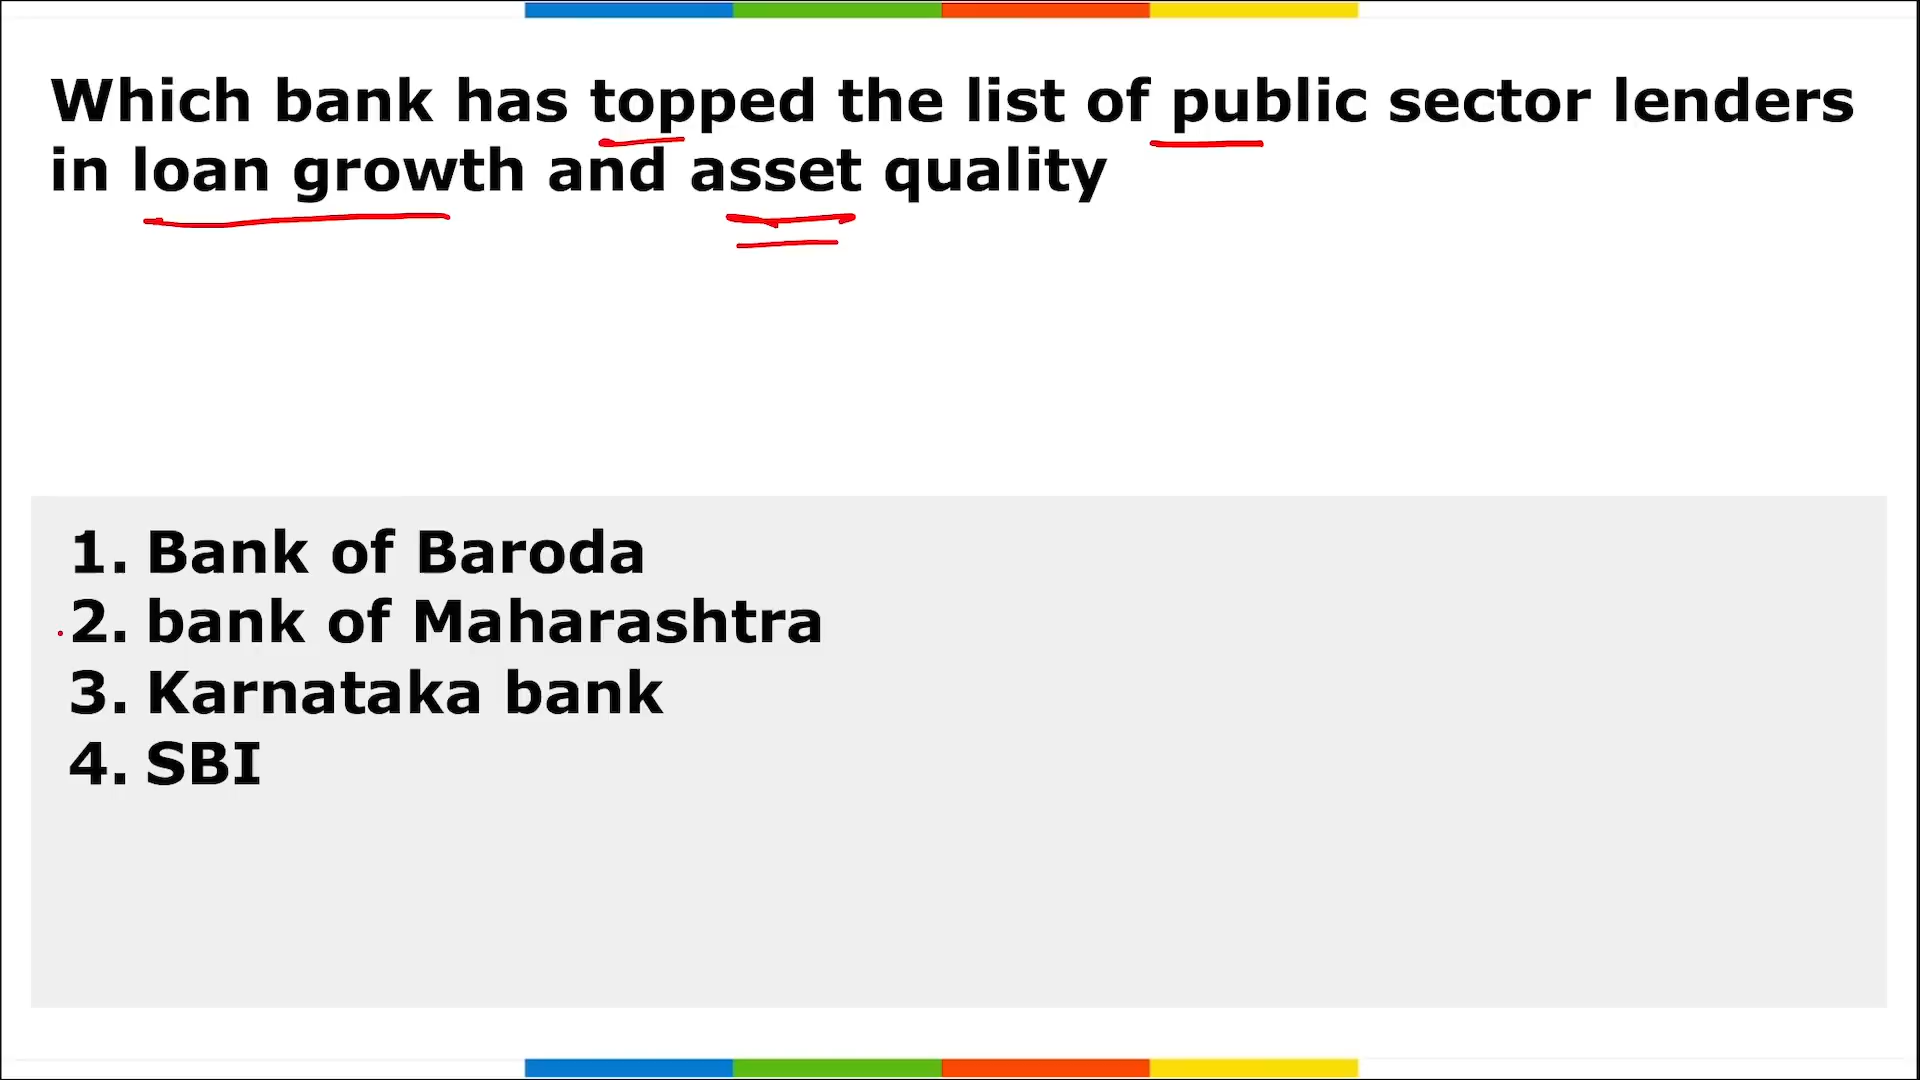 Which bank has topped the list of public sector lenders
in loan growth and asset quality
1. Bank of Baroda
2. bank of Maharashtra
3. Karnataka bank
4. SBI